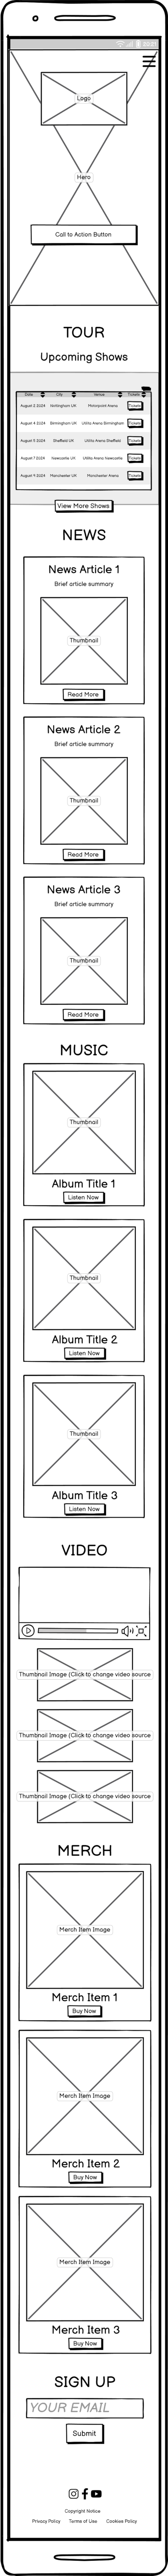 Logo
Hero
Call to Action Button
TOUR
Upcoming Shows
Date City Venue Tickets
August 3 2024 Nottingham UK Motorpoint Arena Tickets
August 4 2024 Birmingham UK Utilita Arena Birmingham Tickets
August 5 2024 Sheffield UK Utilita Arena Sheffield Tickets
August 7 2024 Newcastle UK Utilita Arena Newcastle Tickets
August 9 2024 Manchester UK Manchester Arena Tickets
View More Shows
NEWS
News Article 1
Brief article summary
Thumbnail
Read More
News Article 2
Brief article summary
Thumbnail
Read More
News Article 3
Brief article summary
Thumbnail
Read More
MUSIC
Thumbnail
Album Title 1
Listen Now
Thumbnail
Album Title 2
Listen Now
Thumbnail
Album Title 3
Listen Now
VIDEO
Thumbnail Image (Click to change video source
Thumbnail Image (Click to change video source
Thumbnail Image (Click to change video source
MERCH
Merch Item Image
Merch Item 1
Buy Now
Merch Item Image
Merch Item 2
Buy Now
Merch Item Image
Merch Item 3
Buy Now
SIGN UP
YOUR EMAIL
Submit
Copyright Notice
Privacy Policy Terms of Use Cookies Policy